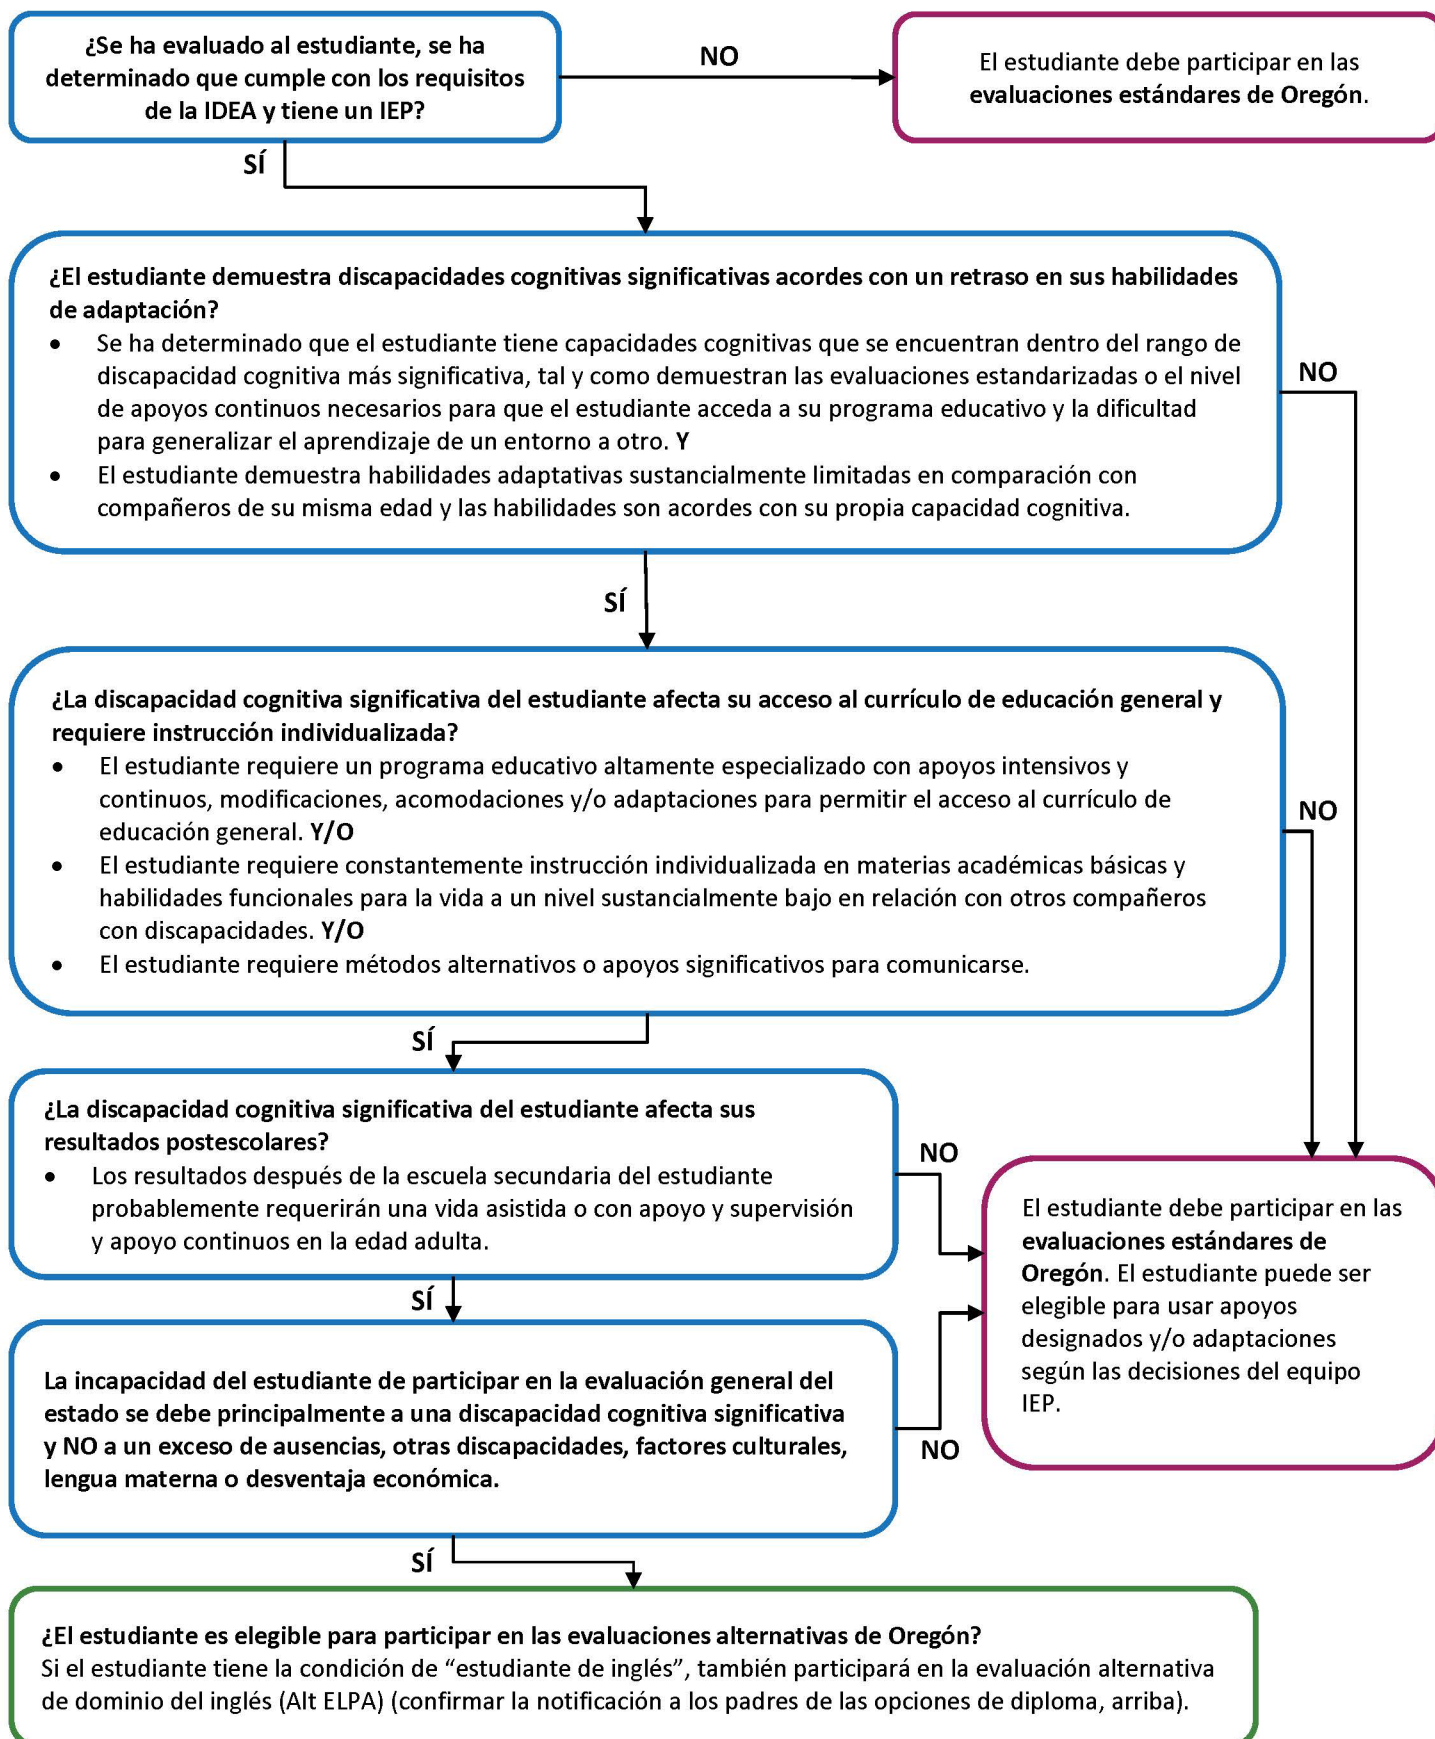 ¿Se ha evaluado al estudiante, se ha
determinado que cumple con los requisitos
de la IDEA y tiene un IEP?
NO
El estudiante debe participar en las
evaluaciones estándares de Oregón.
SÍ
¿El estudiante demuestra discapacidades cognitivas significativas acordes con un retraso en sus habilidades
de adaptación?
• Se ha determinado que el estudiante tiene capacidades cognitivas que se encuentran dentro del rango de
discapacidad cognitiva más significativa, tal y como demuestran las evaluaciones estandarizadas o el nivel
de apoyos continuos necesarios para que el estudiante acceda a su programa educativo y la dificultad
para generalizar el aprendizaje de un entorno a otro. Y
• El estudiante demuestra habilidades adaptativas sustancialmente limitadas en comparación con
compañeros de su misma edad y las habilidades son acordes con su propia capacidad cognitiva.
NO
SÍ
¿La discapacidad cognitiva significativa del estudiante afecta su acceso al currículo de educación general y
requiere instrucción individualizada?
• El estudiante requiere un programa educativo altamente especializado con apoyos intensivos y
continuos, modificaciones, acomodaciones y/o adaptaciones para permitir el acceso al currículo de
educación general. Y/O
• El estudiante requiere constantemente instrucción individualizada en materias académicas básicas y
habilidades funcionales para la vida a un nivel sustancialmente bajo en relación con otros compañeros
con discapacidades. Y/O
• El estudiante requiere métodos alternativos o apoyos significativos para comunicarse.
NO
SÍ
¿La discapacidad cognitiva significativa del estudiante afecta sus
resultados postescolares?
• Los resultados después de la escuela secundaria del estudiante
probablemente requerirán una vida asistida o con apoyo y supervisión
y apoyo continuos en la edad adulta.
NO
El estudiante debe participar en las
evaluaciones estándares de
Oregón. El estudiante puede ser
elegible para usar apoyos
designados y/o adaptaciones
según las decisiones del equipo
IEP.
SÍ
La incapacidad del estudiante de participar en la evaluación general del
estado se debe principalmente a una discapacidad cognitiva significativa
y NO a un exceso de ausencias, otras discapacidades, factores culturales,
lengua materna o desventaja económica.
NO
SÍ
¿El estudiante es elegible para participar en las evaluaciones alternativas de Oregón?
Si el estudiante tiene la condición de “estudiante de inglés”, también participará en la evaluación alternativa
de dominio del inglés (Alt ELPA) (confirmar la notificación a los padres de las opciones de diploma, arriba).